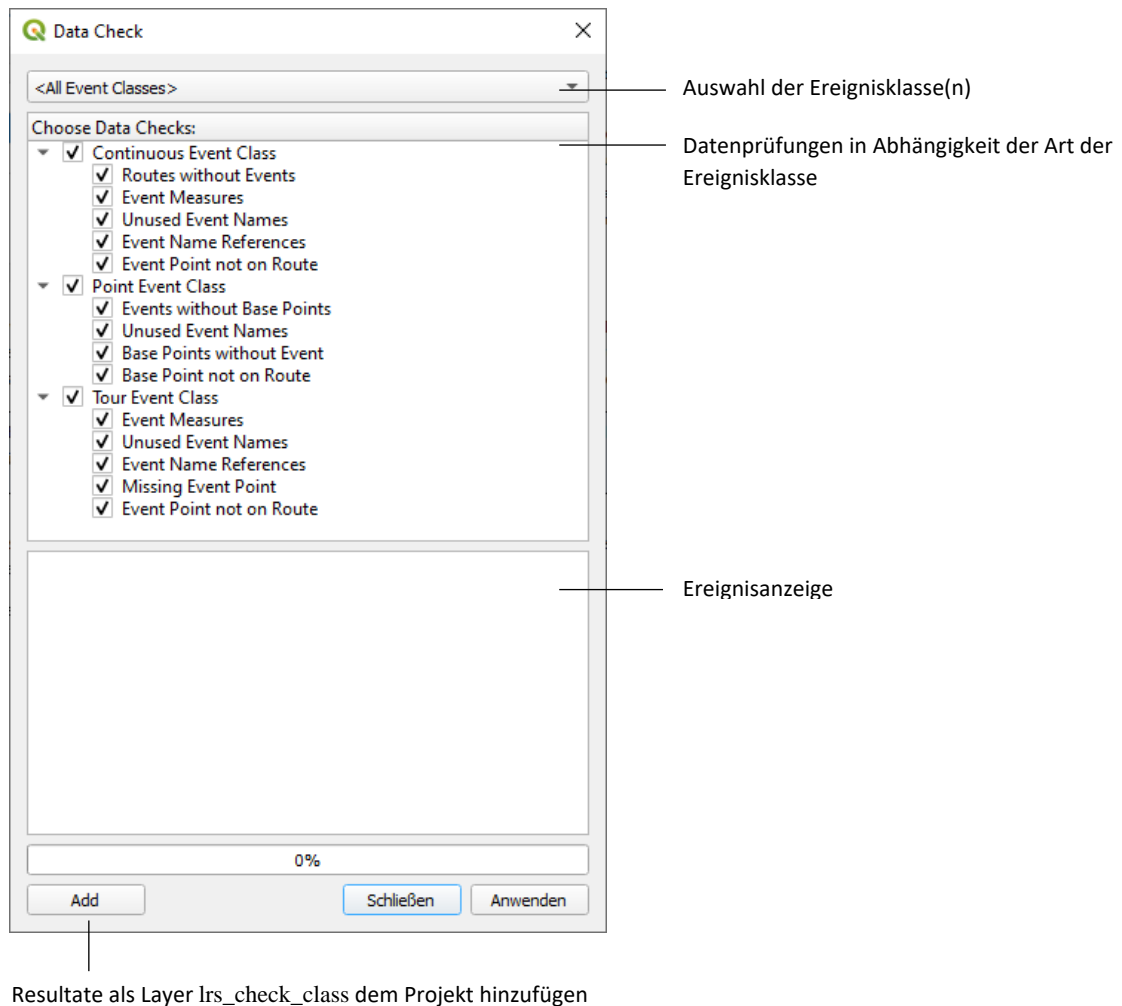 Data Check
<All Event Classes>
Auswahl der Ereignisklasse(n)
Choose Data Checks:
Datenprüfungen in Abhängigkeit der Art der
Ereignisklasse
Continuous Event Class
Routes without Events
Event Measures
Unused Event Names
Event Name References
Event Point not on Route
Point Event Class
Events without Base Points
Unused Event Names
Base Points without Event
Base Point not on Route
Tour Event Class
Event Measures
Unused Event Names
Event Name References
Missing Event Point
Event Point not on Route
Ereignisanzeige
0%
Add
Schließen
Anwenden
Resultate als Layer lrs_check_class dem Projekt hinzufügen